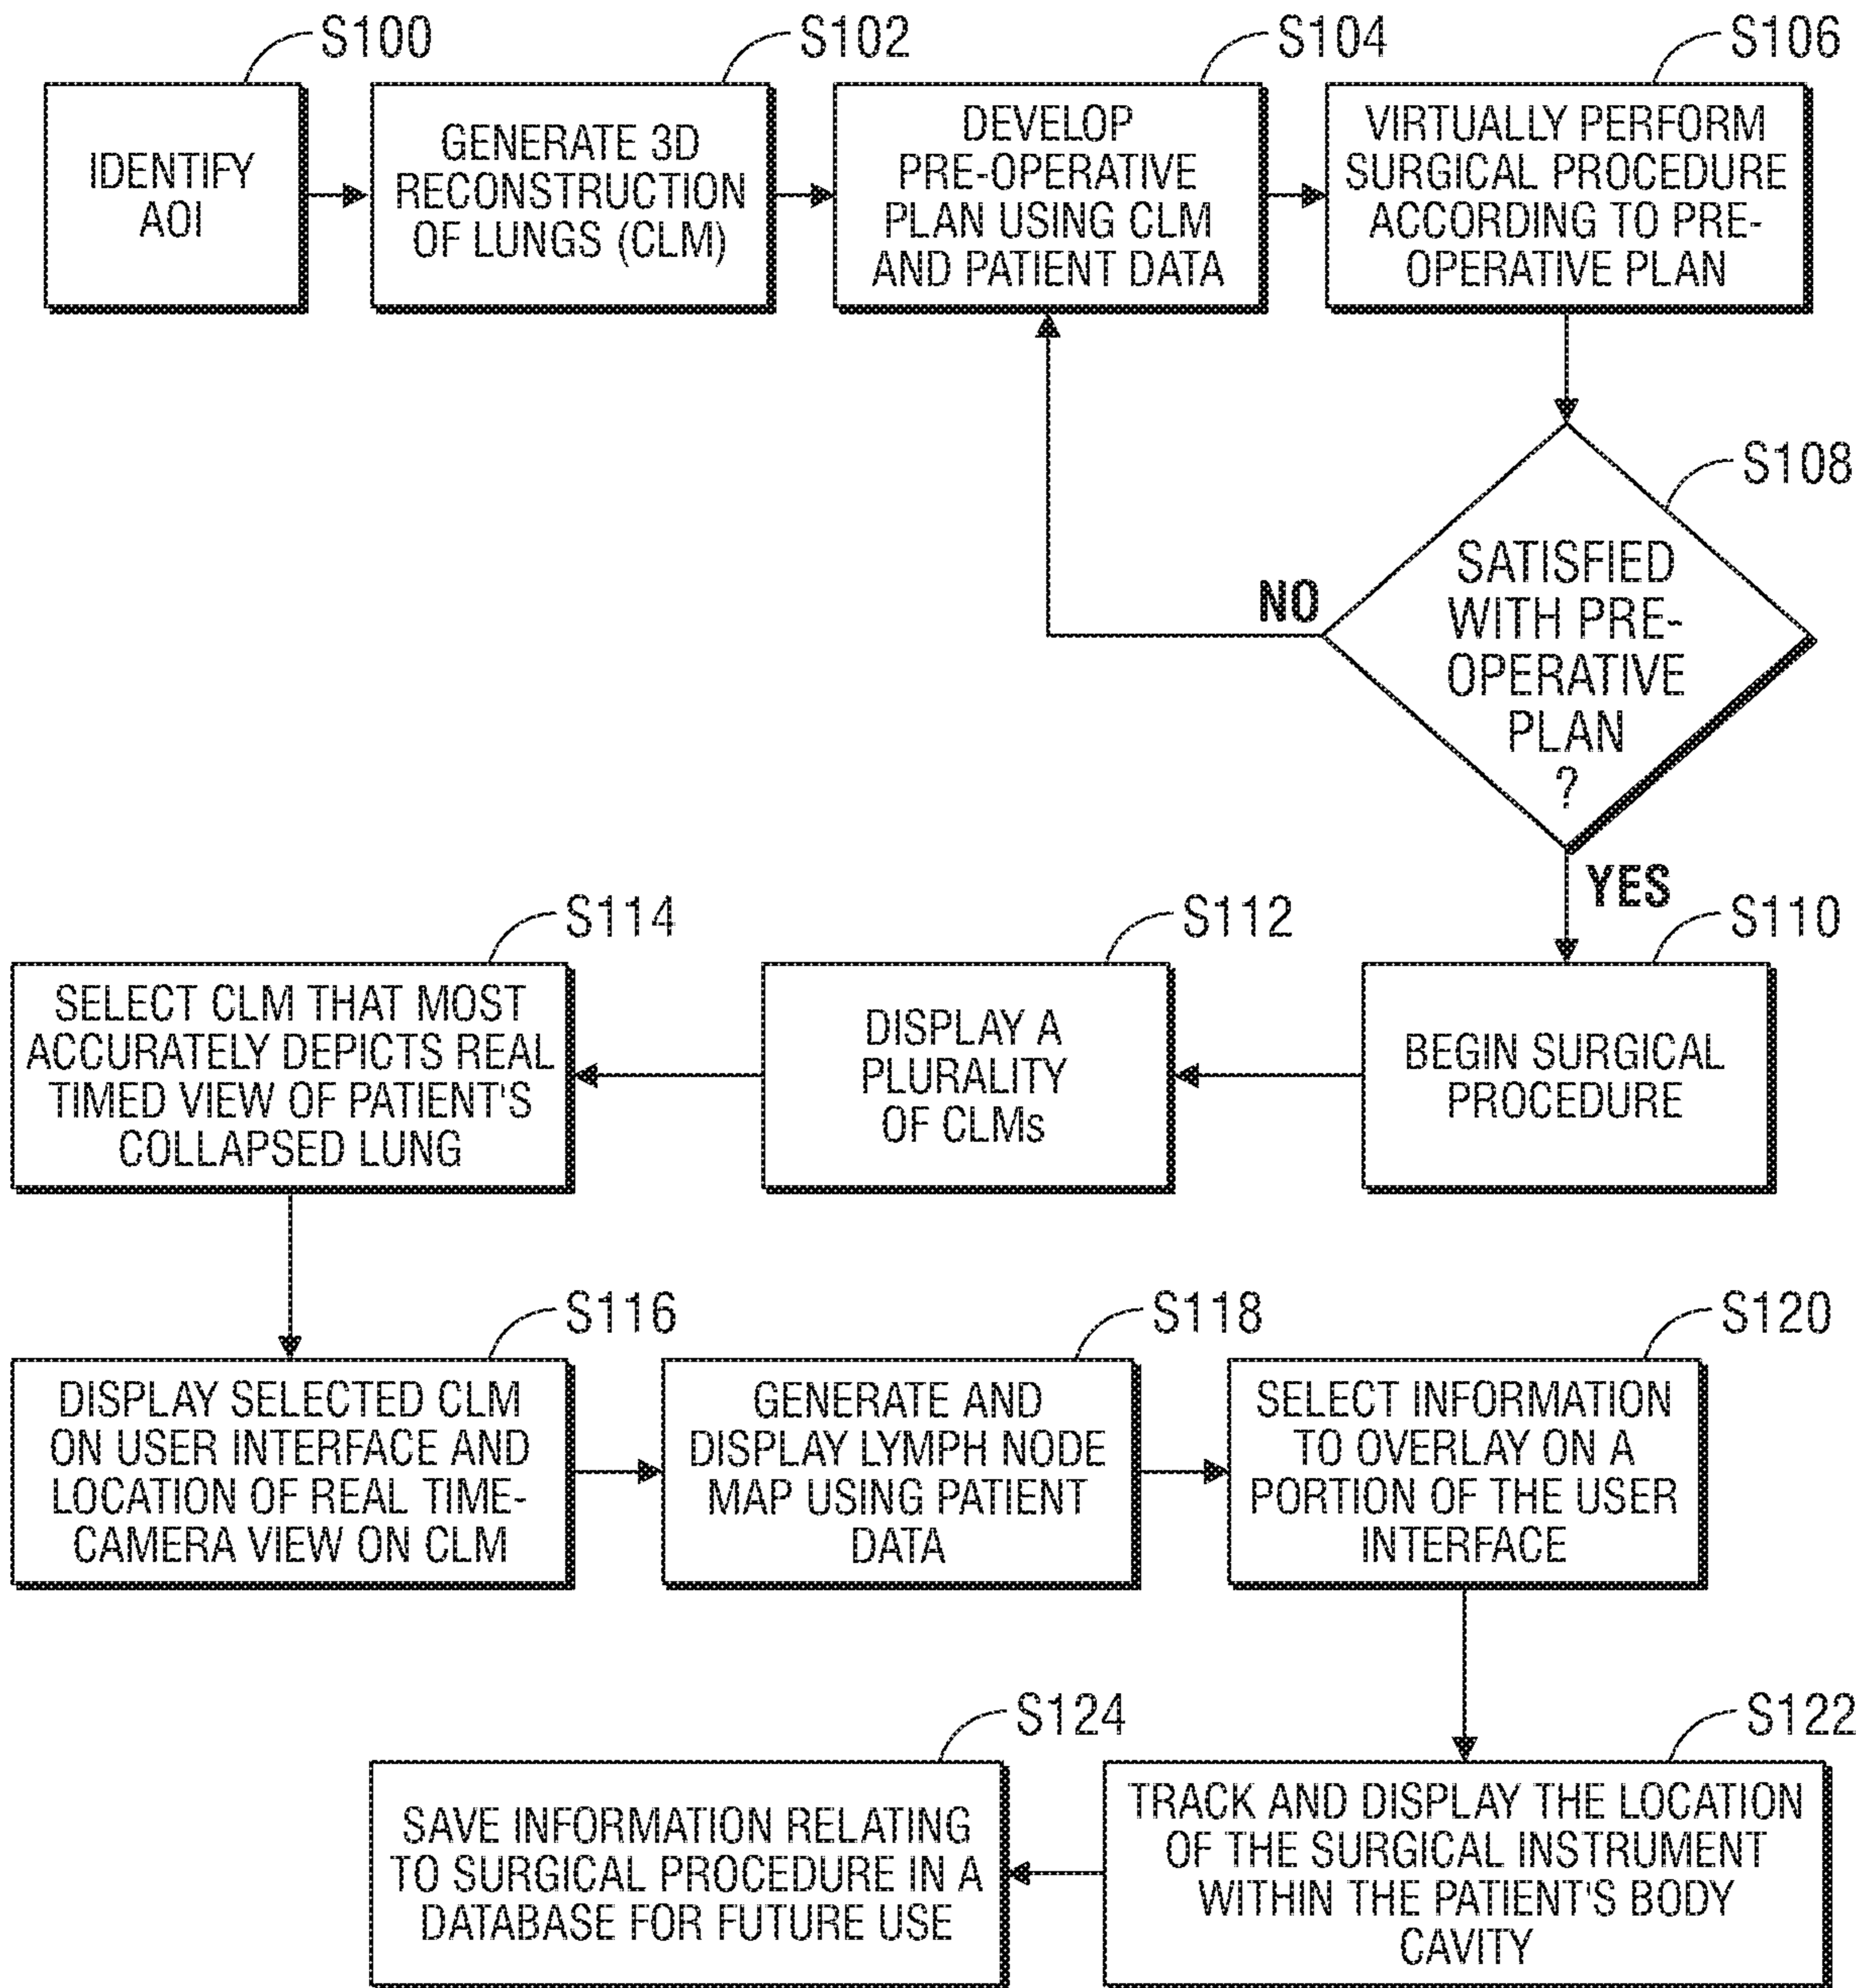 S100
IDENTIFY
AOI
S102
GENERATE 3D
RECONSTRUCTION
OF LUNGS (CLM)
S104
DEVELOP
PRE-OPERATIVE
PLAN USING CLM
AND PATIENT DATA
S106
VIRTUALLY PERFORM
SURGICAL PROCEDURE
ACCORDING TO PRE-
OPERATIVE PLAN
S108
SATISFIED
WITH PRE-
OPERATIVE
PLAN
?
NO
YES
S110
BEGIN SURGICAL
PROCEDURE
S112
DISPLAY A
PLURALITY
OF CLMs
S114
SELECT CLM THAT MOST
ACCURATELY DEPICTS REAL
TIMED VIEW OF PATIENT'S
COLLAPSED LUNG
S116
DISPLAY SELECTED CLM
ON USER INTERFACE AND
LOCATION OF REAL TIME-
CAMERA VIEW ON CLM
S118
GENERATE AND
DISPLAY LYMPH NODE
MAP USING PATIENT
DATA
S120
SELECT INFORMATION
TO OVERLAY ON A
PORTION OF THE USER
INTERFACE
S122
TRACK AND DISPLAY THE LOCATION
OF THE SURGICAL INSTRUMENT
WITHIN THE PATIENT'S BODY
CAVITY
S124
SAVE INFORMATION RELATING
TO SURGICAL PROCEDURE IN A
DATABASE FOR FUTURE USE